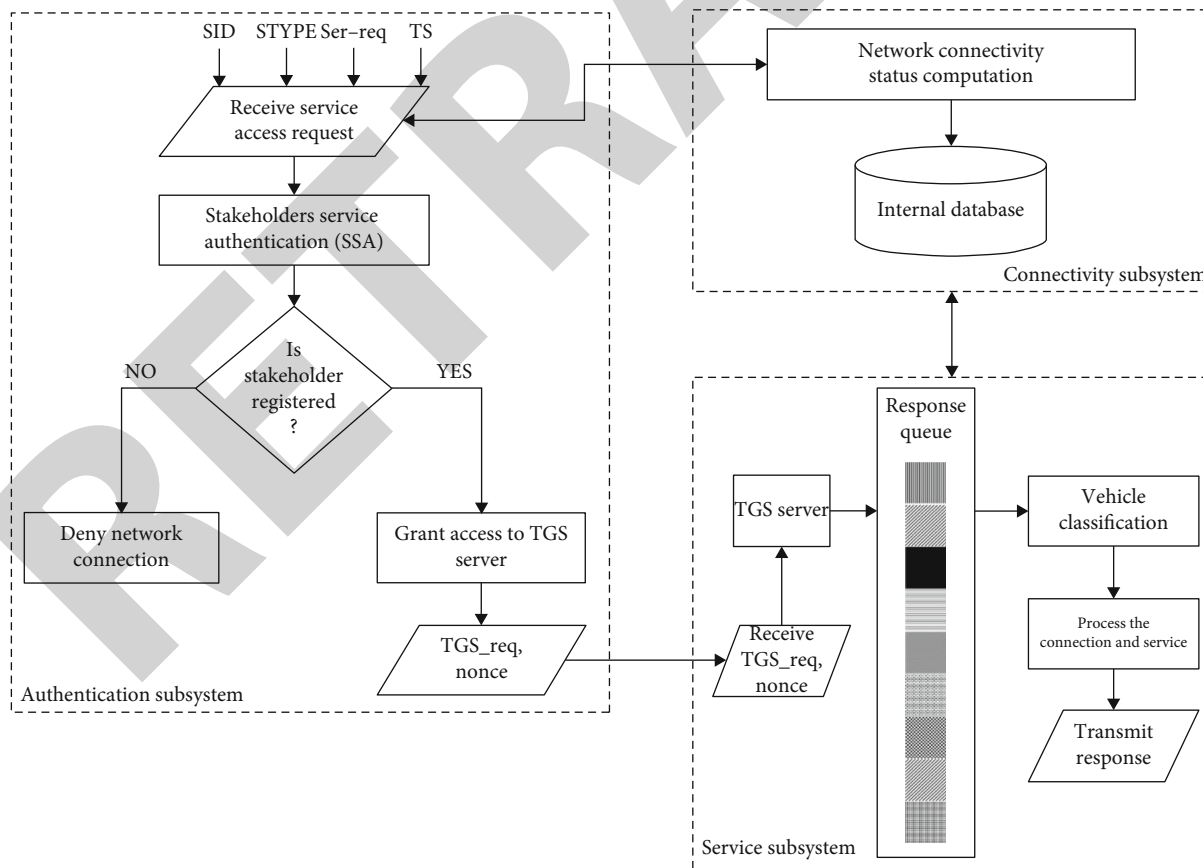 SID STYPE Ser–req TS
Receive service
access request
Stakeholders service
authentication (SSA)
Is
stakeholder
registered
?
NO
YES
Deny network
connection
Grant access to TGS
server
TGS_req,
nonce
Authentication subsystem
Network connectivity
status computation
Internal database
Connectivity subsystem
Receive
TGS_req,
nonce
TGS server
Response
queue
Vehicle
classification
Process the
connection and service
Transmit
response
Service subsystem
RETRA